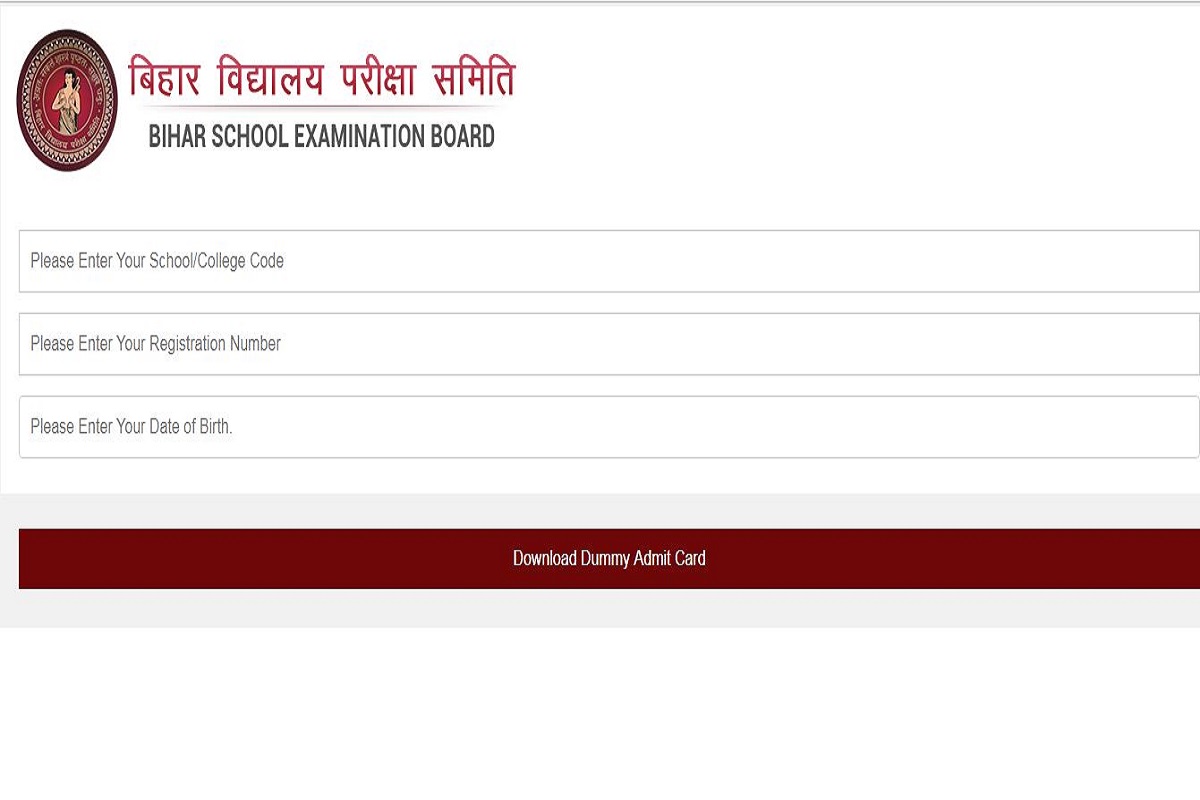 बिहार विद्यालय परीक्षा समिति
BIHAR SCHOOL EXAMINATION BOARD
Please Enter Your School/College Code
Please Enter Your Registration Number
Please Enter Your Date of Birth.
Download Dummy Admit Card